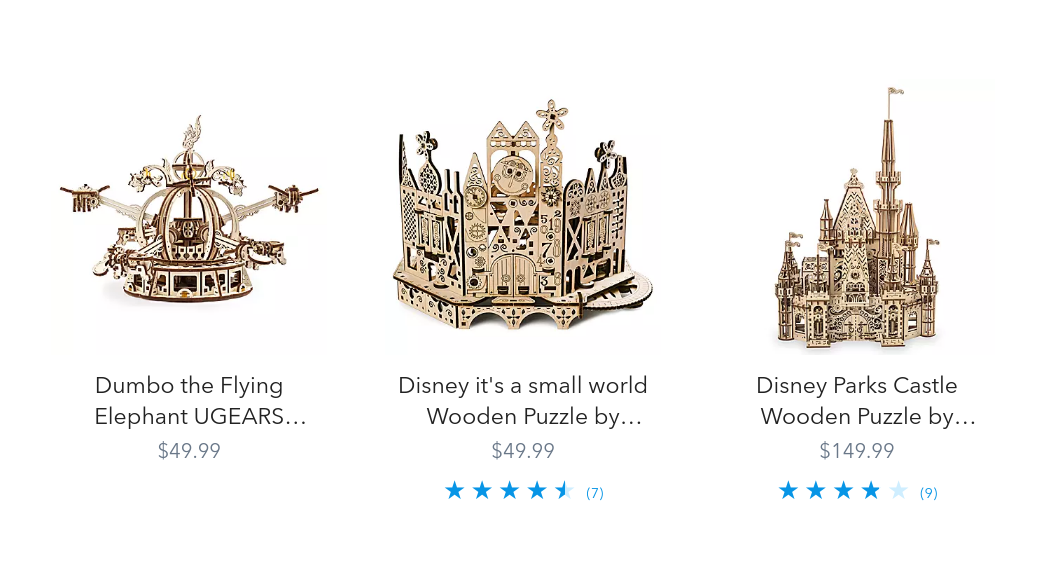 Dumbo the Flying
Elephant UGEARS…
$49.99
Disney it's a small world
Wooden Puzzle by…
$49.99
(7)
Disney Parks Castle
Wooden Puzzle by…
$149.99
(9)